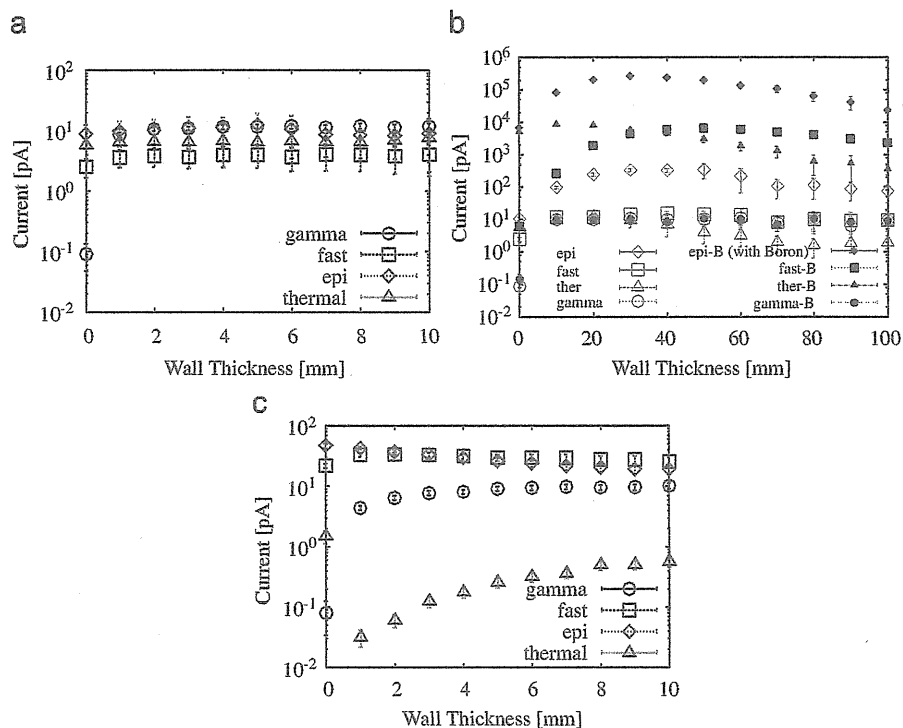 a
10^2
10^1
10^0
10^-1
10^-2
Current [pA]
gamma
fast
epi
thermal
0 2 4 6 8 10
Wall Thickness [mm]
b
10^6
10^5
10^4
10^3
10^2
10^1
10^0
10^-1
10^-2
Current [pA]
epi
fast
ther
gamma
epi-B (with Boron)
fast-B
ther-B
gamma-B
0 20 40 60 80 100
Wall Thickness [mm]
c
10^2
10^1
10^0
10^-1
10^-2
Current [pA]
gamma
fast
epi
thermal
0 2 4 6 8 10
Wall Thickness [mm]